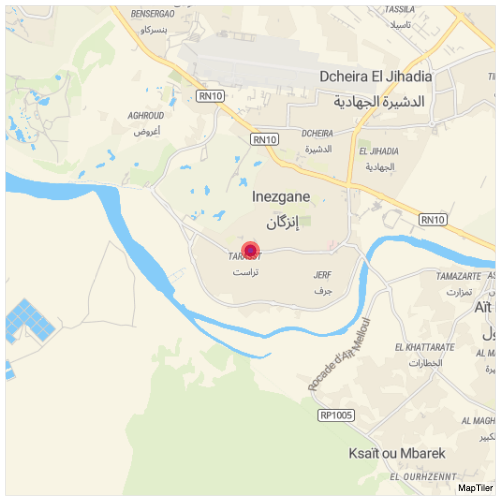 BENSERGAO
بنسركاو
TASSILA
تاسيلا
Dcheira El Jihadia
الدشيرة الجهادية
RN10
AGHROUD
أغروض
RN10
DCHEIRA
الدشيرة
EL JIHADIA
الجهادية
Inezgane
إنزكان
RN10
تراست
JERF
جرف
TAMAZARTE
تمزارت
EL KHATTARATE
الخطارات
Rocade d'Aït Melloul
RP1005
Ksaït ou Mbarek
EL OURHZENNT
MapTiler